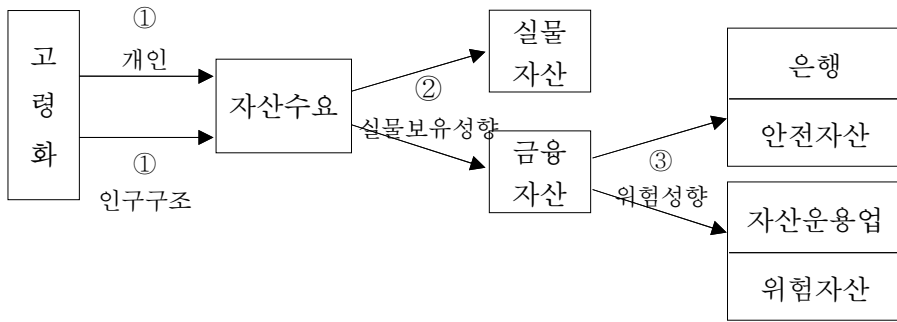 고
령
화
①
개인
①
인구구조
자산수요
②
실물보유성향
실물
자산
금융
자산
③
위험성향
은행
안전자산
자산운용업
위험자산